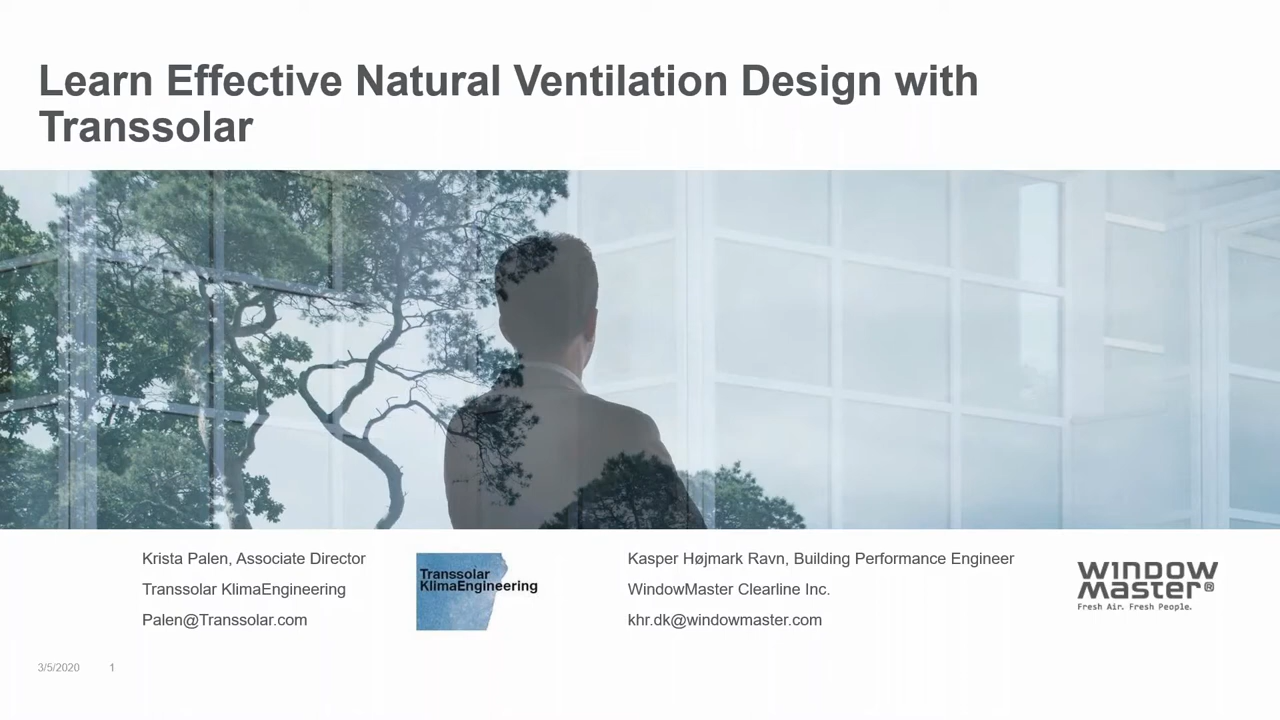 Learn Effective Natural Ventilation Design with
Transsolar
Krista Palen, Associate Director
Transsolar KlimaEngineering
Palen@Transsolar.com
Transsolar
KlimaEngineering
Kasper Højmark Ravn, Building Performance Engineer
WindowMaster Clearline Inc.
khr.dk@windowmaster.com
WINDOW
Master®
Fresh Air. Fresh People.
3/5/2020 1